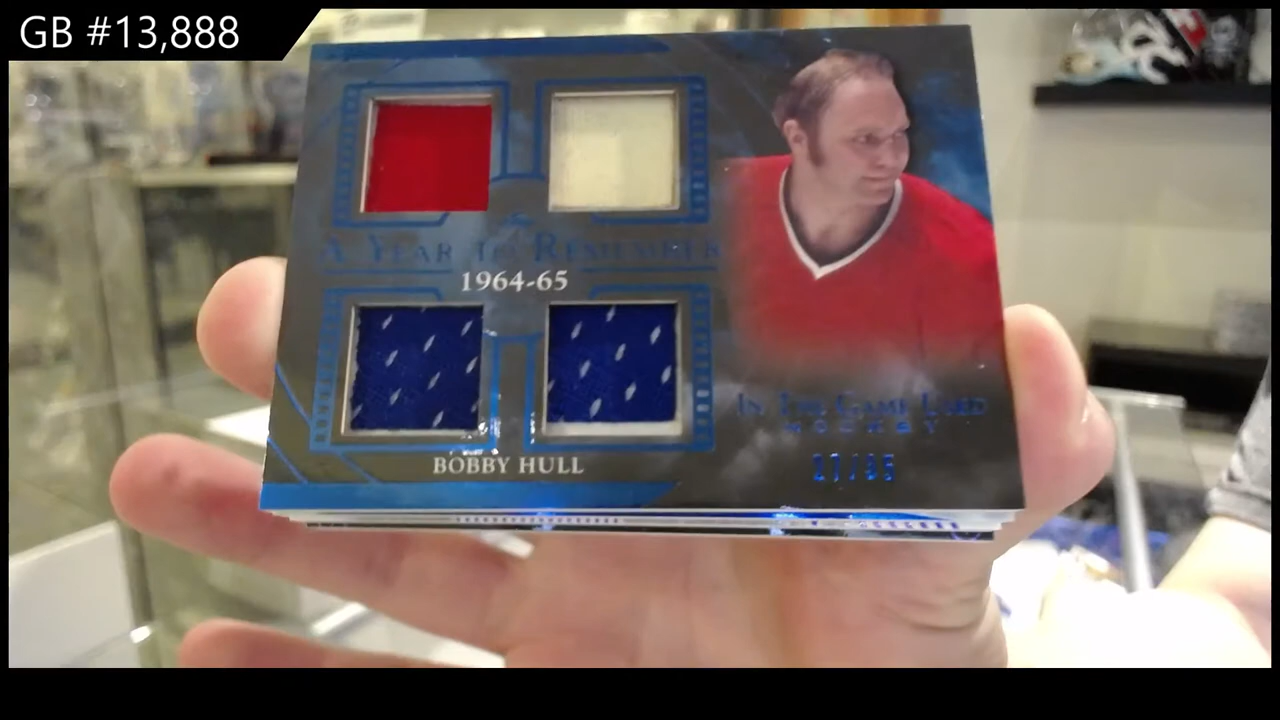 GB #13,888
A YEAR TO REMEMBER
1964-65
IN THE GAME USED
HOCKEY
BOBBY HULL